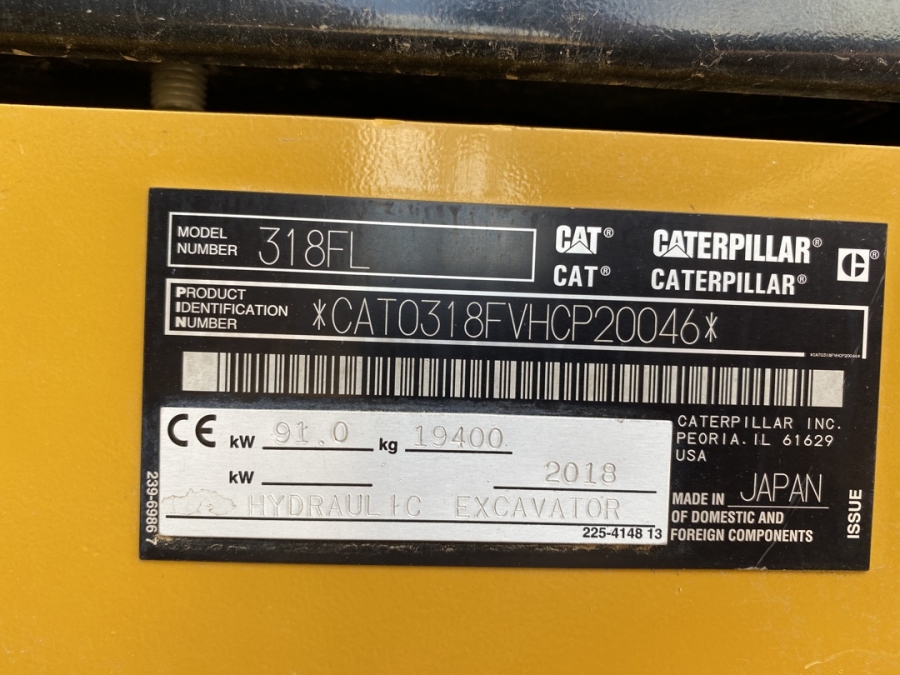 MODEL NUMBER 318FL
CAT® CATERPILLAR® C®
CAT® CATERPILLAR®
PRODUCT IDENTIFICATION NUMBER *CAT0318FVHCP20046*
*CAT0318FVHCP20046*
CE kW 91.0 kg 19400
kW 2018
HYDRAULIC EXCAVATOR
225-4148 13
239-6986 7
CATERPILLAR INC.
PEORIA. IL 61629
USA
MADE IN JAPAN
OF DOMESTIC AND
FOREIGN COMPONENTS
ISSUE